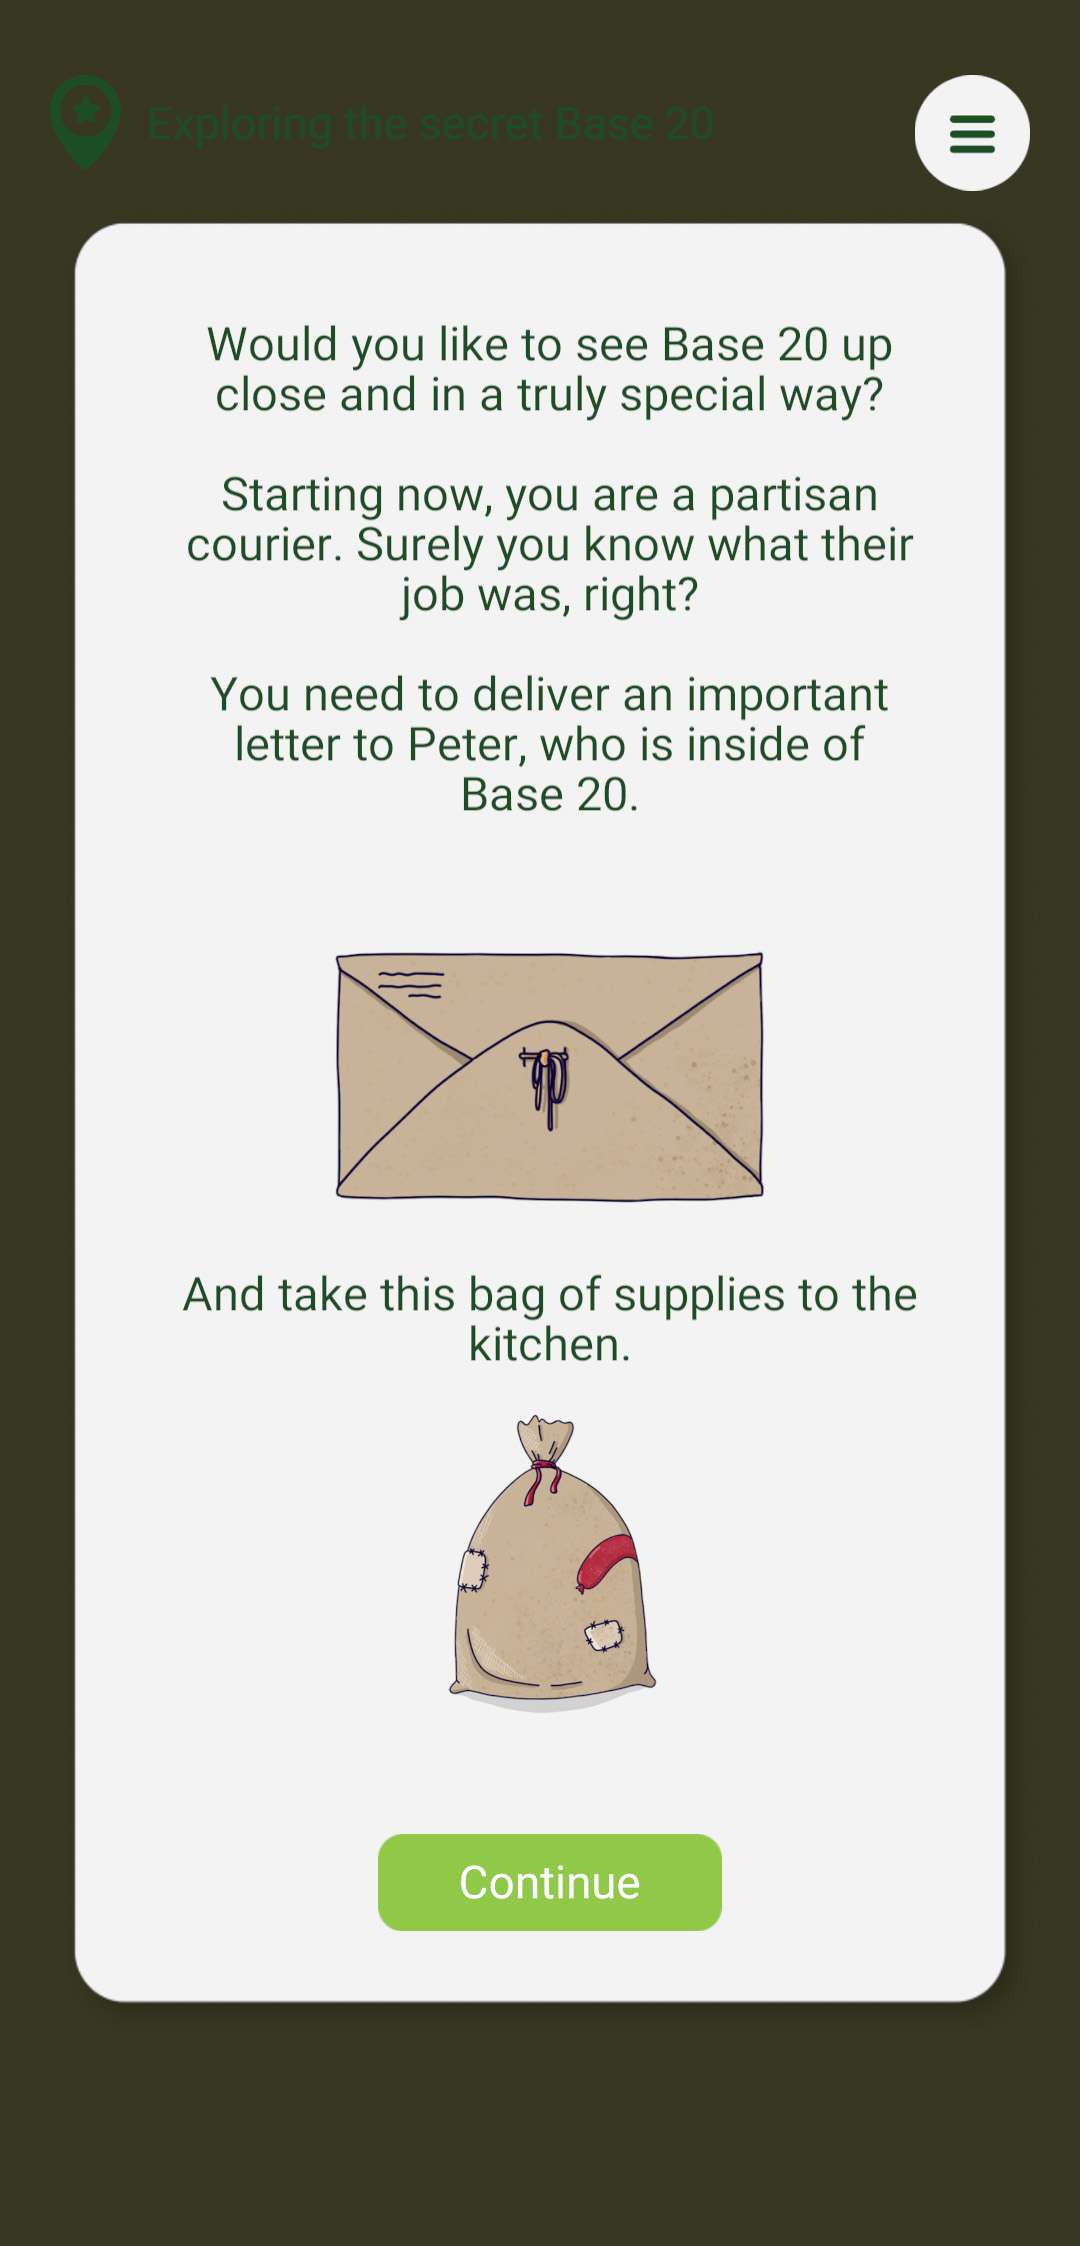 Exploring the secret Base 20
Would you like to see Base 20 up
close and in a truly special way?
Starting now, you are a partisan
courier. Surely you know what their
job was, right?
You need to deliver an important
letter to Peter, who is inside of
Base 20.
And take this bag of supplies to the
kitchen.
Continue